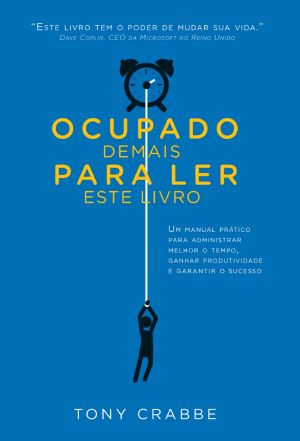 “Este livro tem o poder de mudar sua vida.”
Dave Coplin, CEO da Microsoft no Reino Unido
OCUPADO
DEMAIS
PARA LER
ESTE LIVRO
Um manual prático
para administrar
melhor o tempo,
ganhar produtividade
e garantir o sucesso
TONY CRABBE